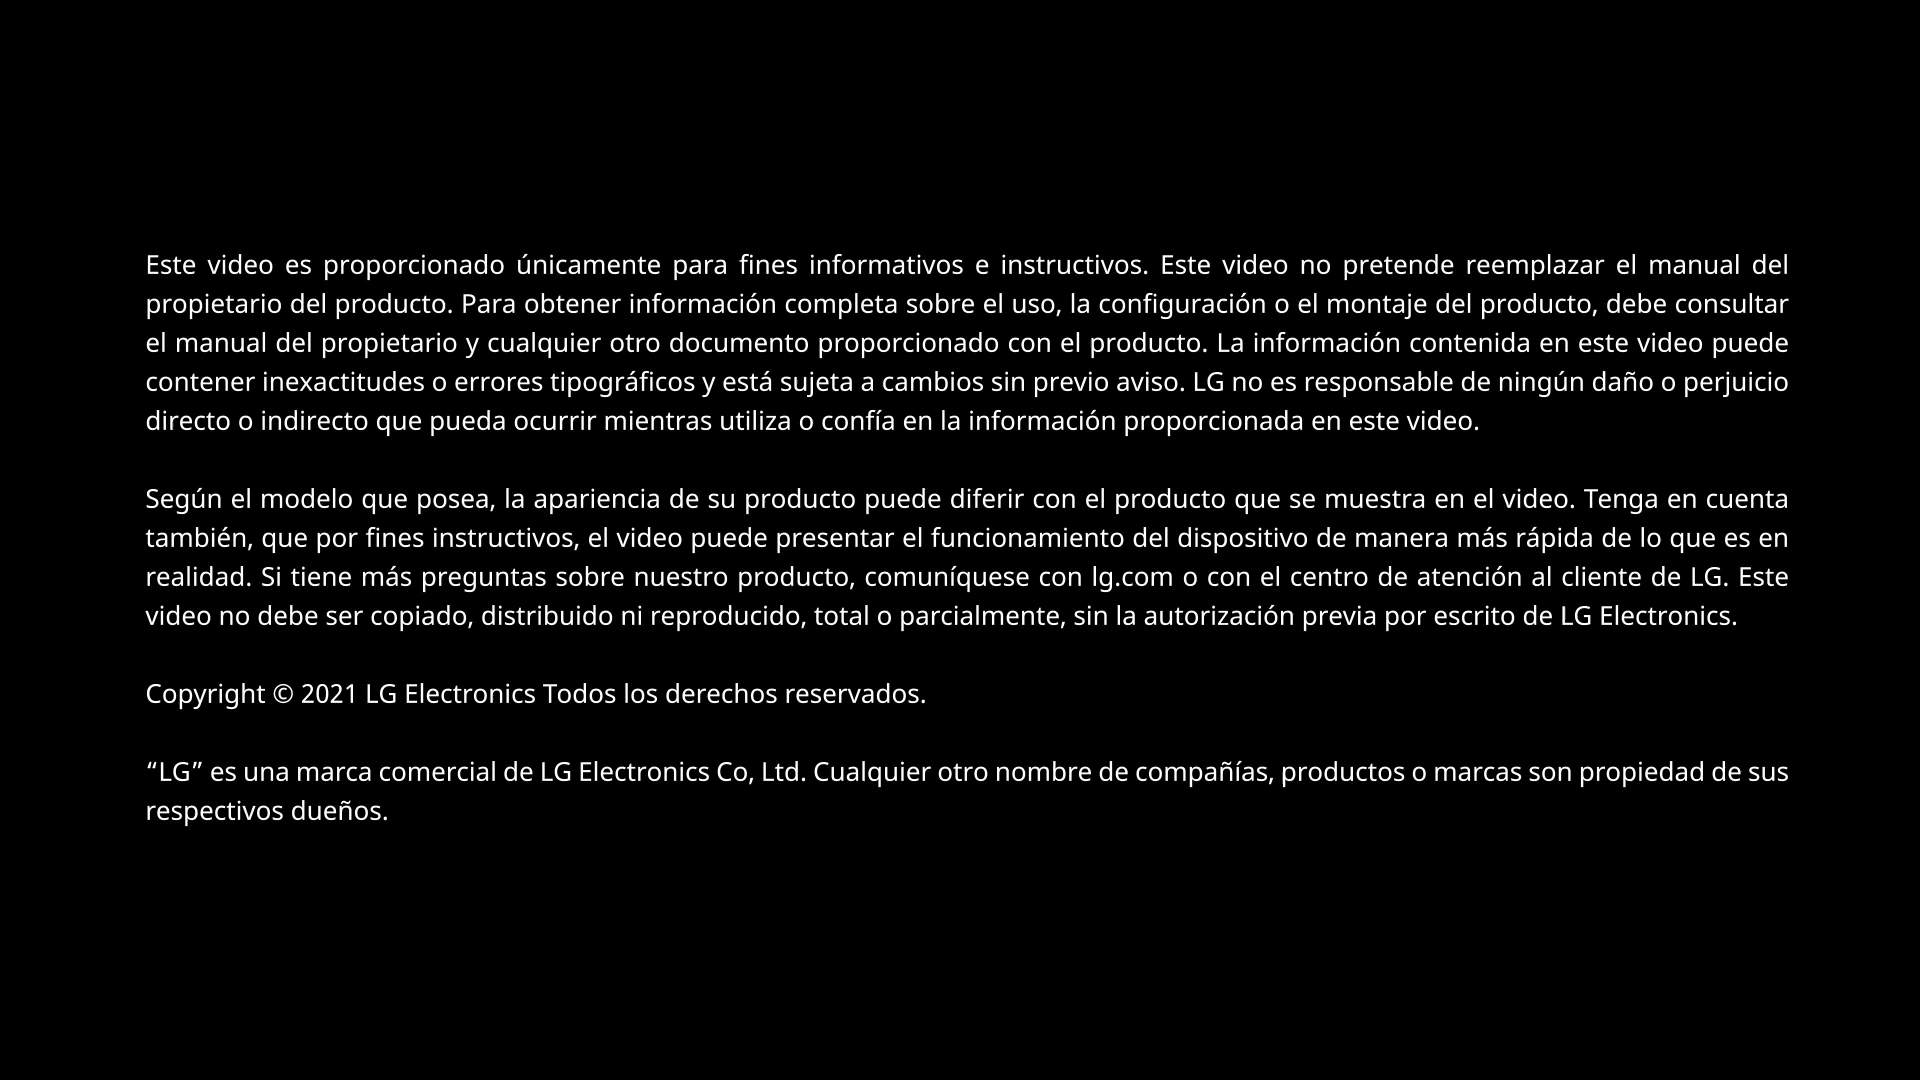 Este video es proporcionado únicamente para fines informativos e instructivos. Este video no pretende reemplazar el manual del
propietario del producto. Para obtener información completa sobre el uso, la configuración o el montaje del producto, debe consultar
el manual del propietario y cualquier otro documento proporcionado con el producto. La información contenida en este video puede
contener inexactitudes o errores tipográficos y está sujeta a cambios sin previo aviso. LG no es responsable de ningún daño o perjuicio
directo o indirecto que pueda ocurrir mientras utiliza o confía en la información proporcionada en este video.
Según el modelo que posea, la apariencia de su producto puede diferir con el producto que se muestra en el video. Tenga en cuenta
también, que por fines instructivos, el video puede presentar el funcionamiento del dispositivo de manera más rápida de lo que es en
realidad. Si tiene más preguntas sobre nuestro producto, comuníquese con lg.com o con el centro de atención al cliente de LG. Este
video no debe ser copiado, distribuido ni reproducido, total o parcialmente, sin la autorización previa por escrito de LG Electronics.
Copyright © 2021 LG Electronics Todos los derechos reservados.
“LG” es una marca comercial de LG Electronics Co, Ltd. Cualquier otro nombre de compañías, productos o marcas son propiedad de sus
respectivos dueños.